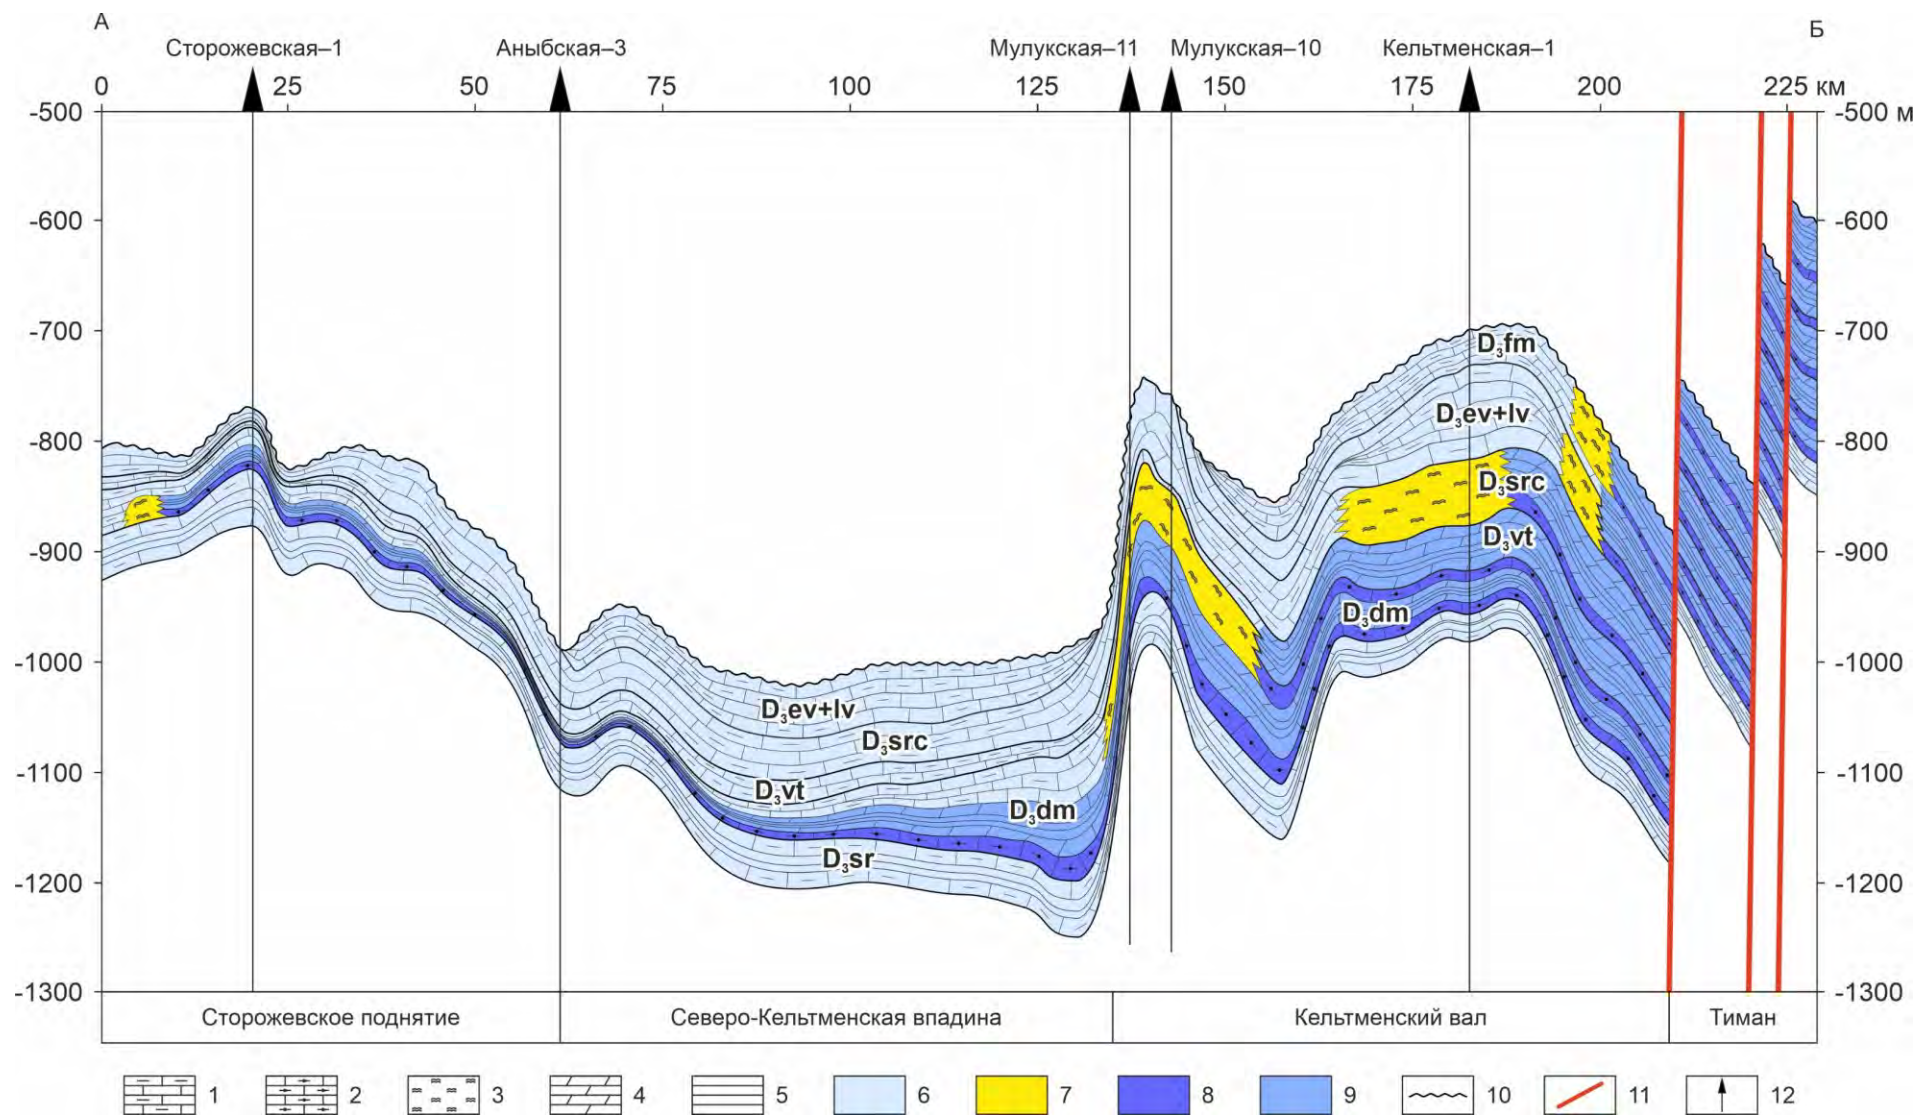 А Б
Сторожевская–1 Аныбская–3 Мулукская–11 Мулукская–10 Кельтменская–1
0 25 50 75 100 125 150 175 200 225 км
-500 -500 м
-600 -600
-700 -700
D₃fm
D₃ev+lv
-800 -800
D₃src
D₃vt
-900 -900
D₃dm
-1000 -1000
D₃ev+lv
D₃src
-1100 -1100
D₃vt
D₃dm
D₃sr
-1200 -1200
-1300 -1300
Сторожевское поднятие Северо-Кельтменская впадина Кельтменский вал Тиман
1 2 3 4 5 6 7 8 9 10 11 12